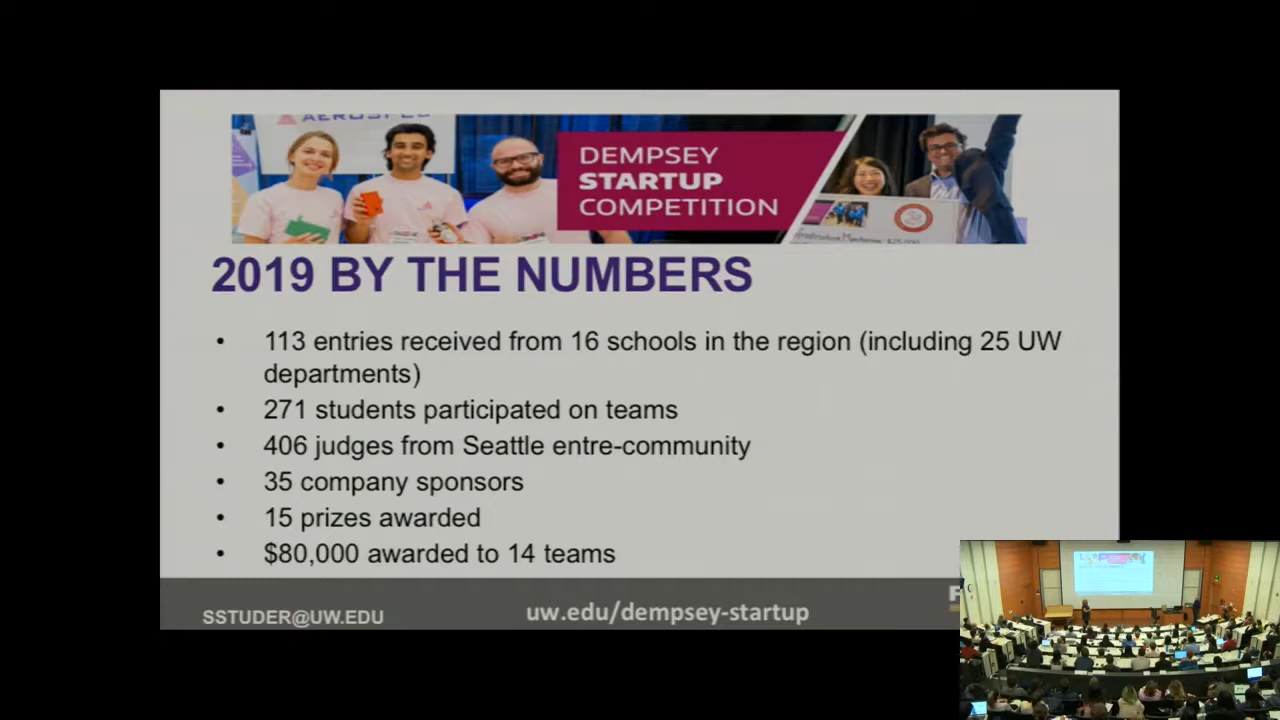 DEMPSEY
STARTUP
COMPETITION
2019 BY THE NUMBERS
• 113 entries received from 16 schools in the region (including 25 UW
departments)
• 271 students participated on teams
• 406 judges from Seattle entre-community
• 35 company sponsors
• 15 prizes awarded
• $80,000 awarded to 14 teams
SSTUDER@UW.EDU
uw.edu/dempsey-startup